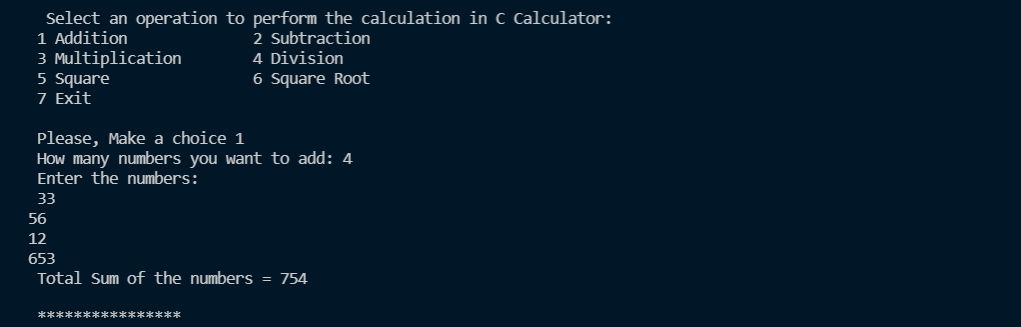 Select an operation to perform the calculation in C Calculator:
1 Addition 2 Subtraction
3 Multiplication 4 Division
5 Square 6 Square Root
7 Exit
Please, Make a choice 1
How many numbers you want to add: 4
Enter the numbers:
33
56
12
653
Total Sum of the numbers = 754
****************